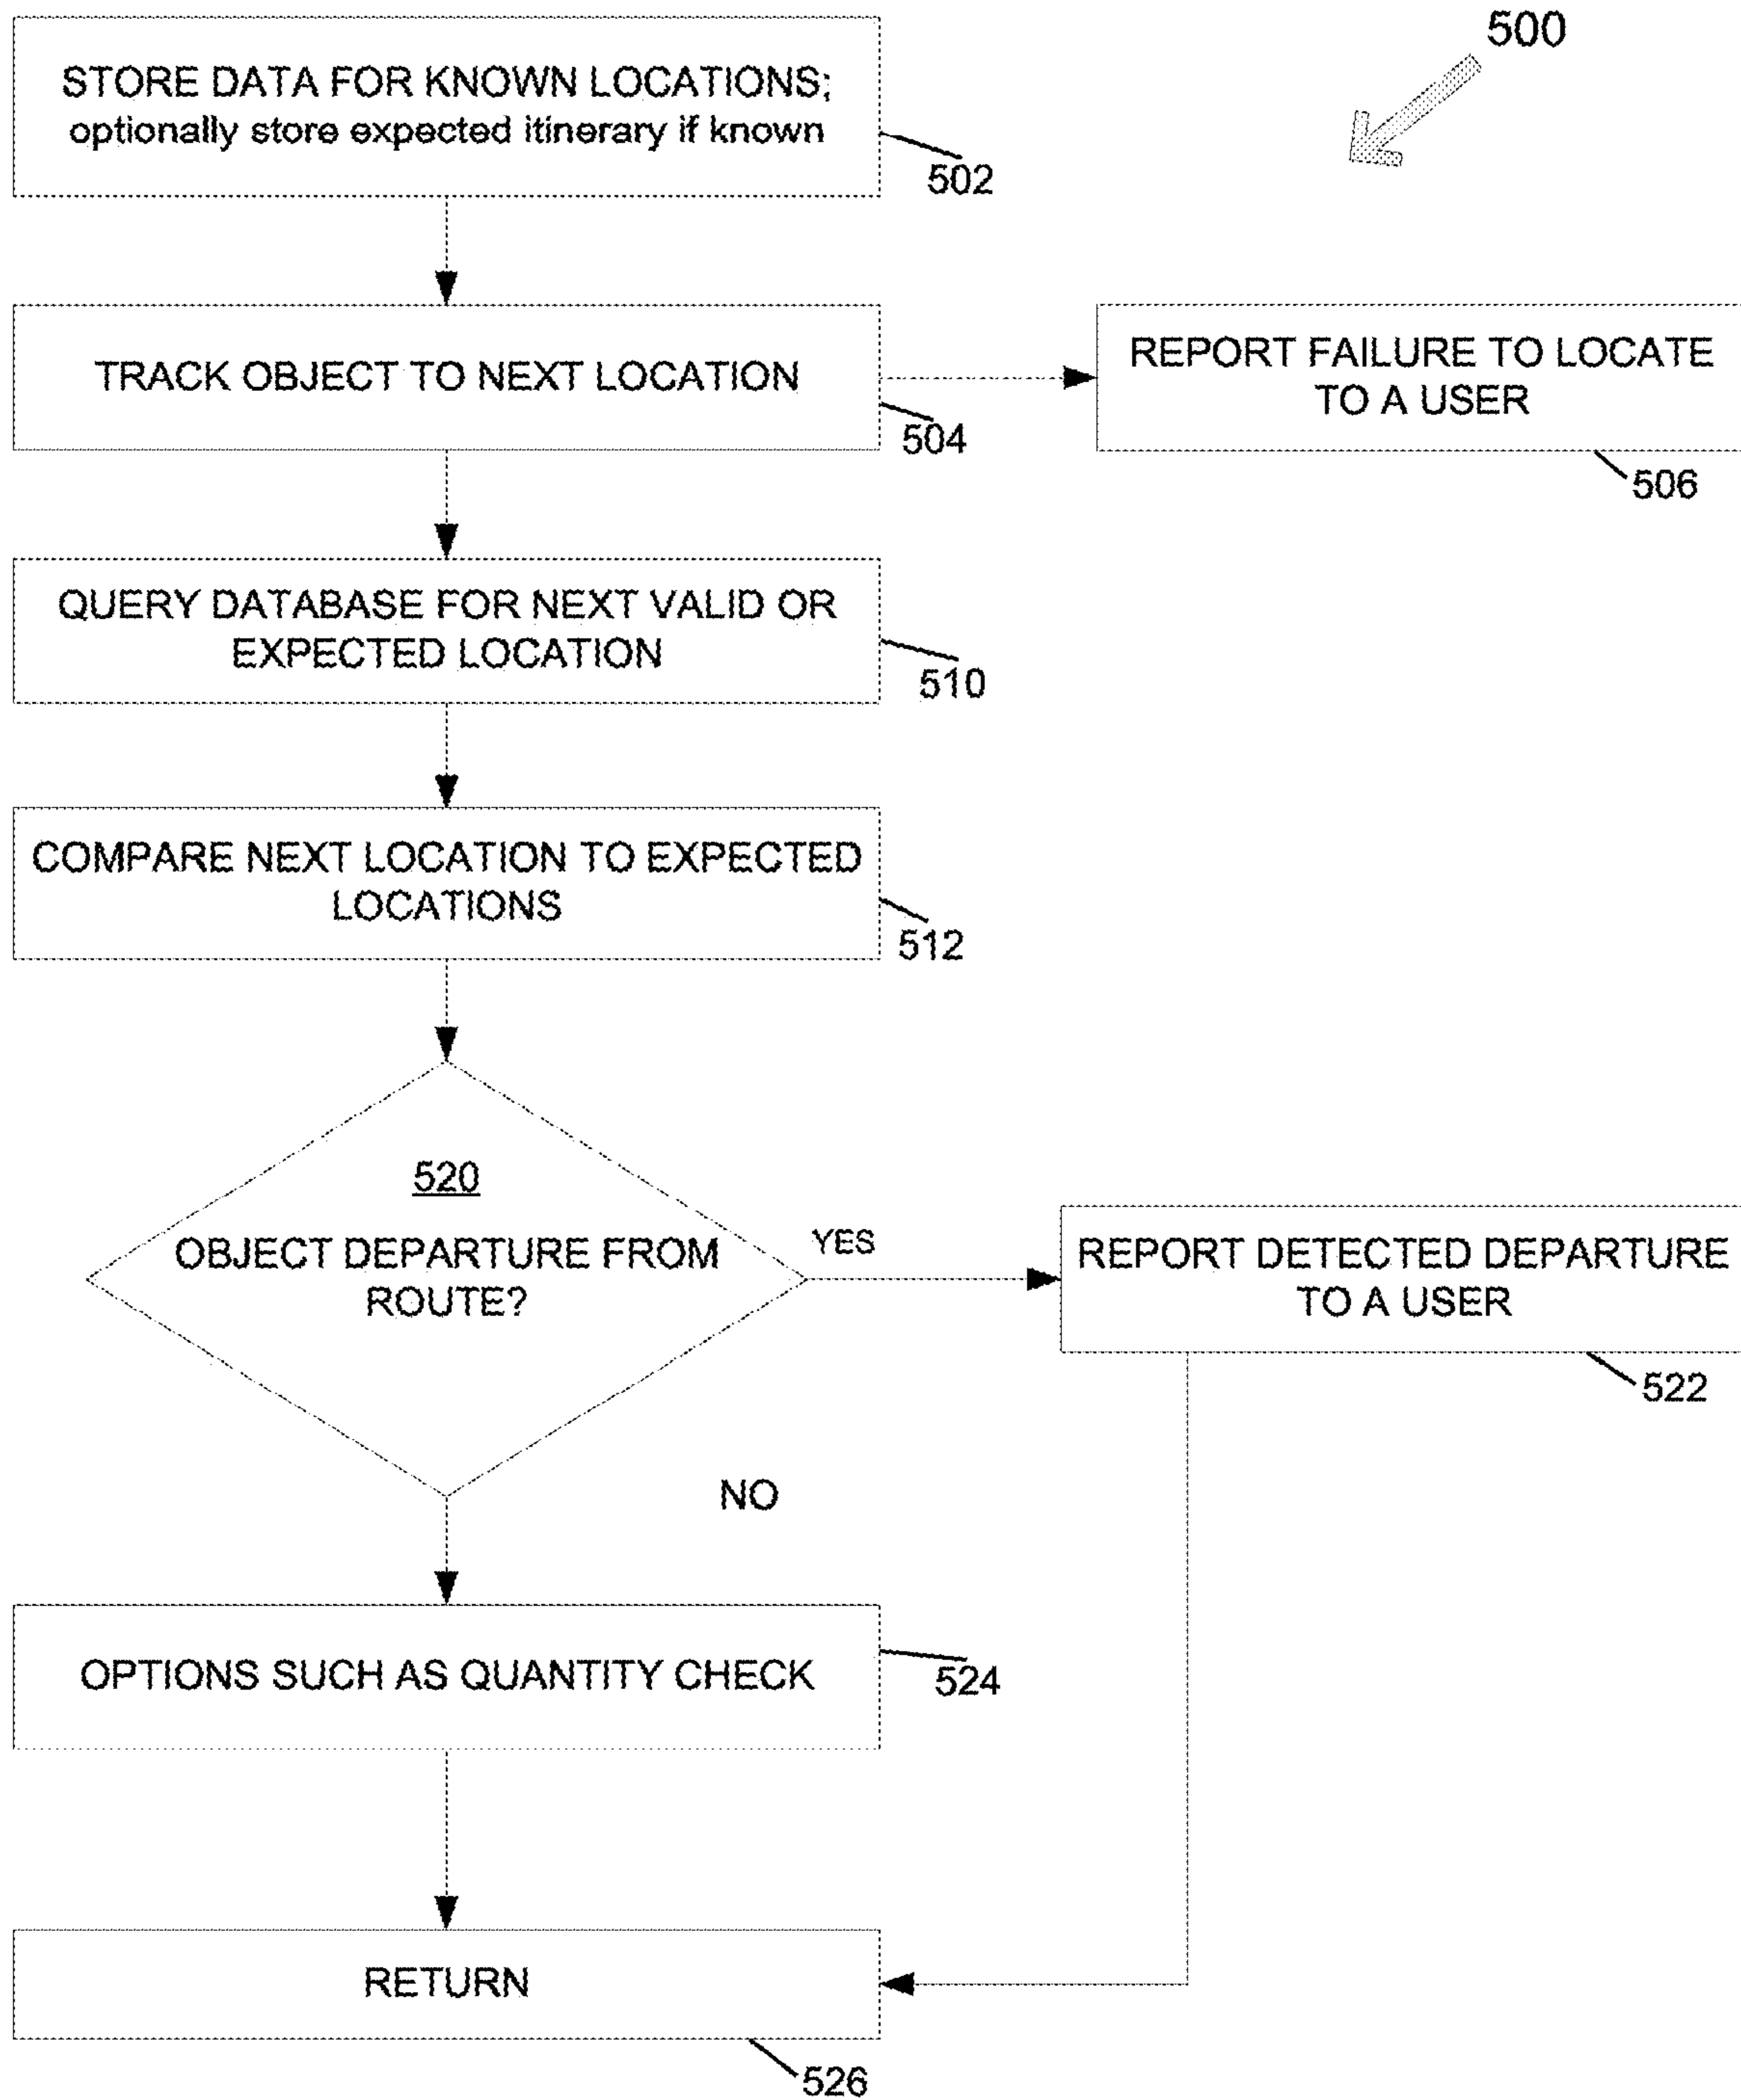 500
STORE DATA FOR KNOWN LOCATIONS;
optionally store expected itinerary if known
502
TRACK OBJECT TO NEXT LOCATION
504
REPORT FAILURE TO LOCATE
TO A USER
506
QUERY DATABASE FOR NEXT VALID OR
EXPECTED LOCATION
510
COMPARE NEXT LOCATION TO EXPECTED
LOCATIONS
512
520
OBJECT DEPARTURE FROM
ROUTE?
YES
REPORT DETECTED DEPARTURE
TO A USER
522
NO
OPTIONS SUCH AS QUANTITY CHECK
524
RETURN
526